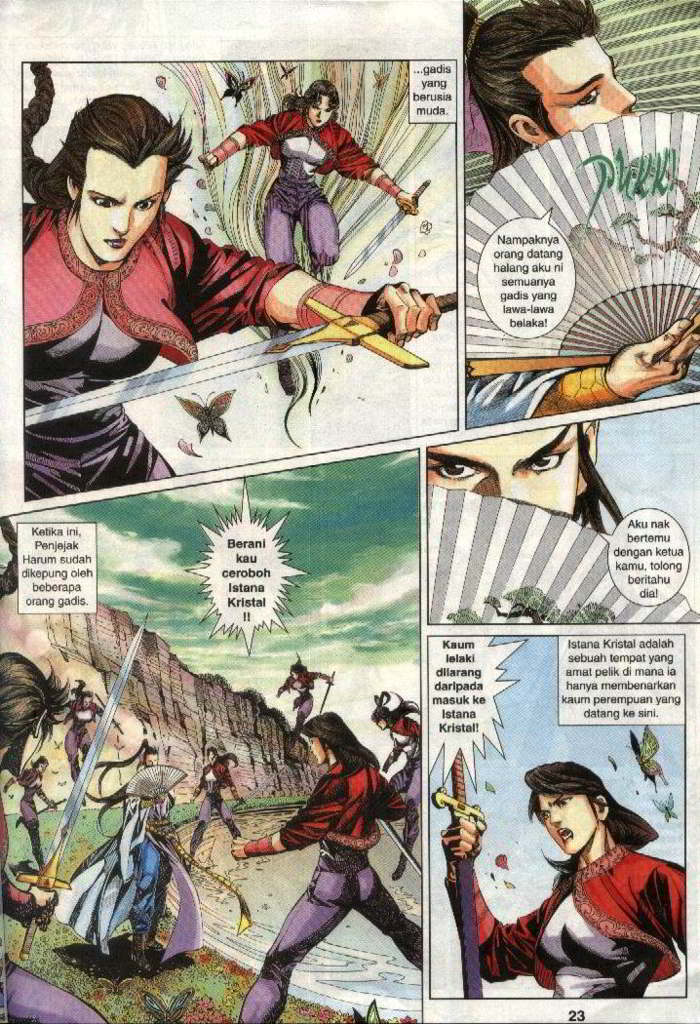 ...gadis
yang
berusia
muda.
PUKK!
Nampaknya
orang datang
halang aku ni
semuanya
gadis yang
lawa-lawa
belaka!
Ketika ini,
Penjejak
Harum sudah
dikepung oleh
beberapa
orang gadis.
Berani
kau
ceroboh
Istana
Kristal
!!
Aku nak
bertemu
dengan ketua
kamu, tolong
beritahu
dia!
Kaum
lelaki
dilarang
daripada
masuk ke
Istana
Kristal!
Istana Kristal adalah
sebuah tempat yang
amat pelik di mana ia
hanya membenarkan
kaum perempuan yang
datang ke sini.
23